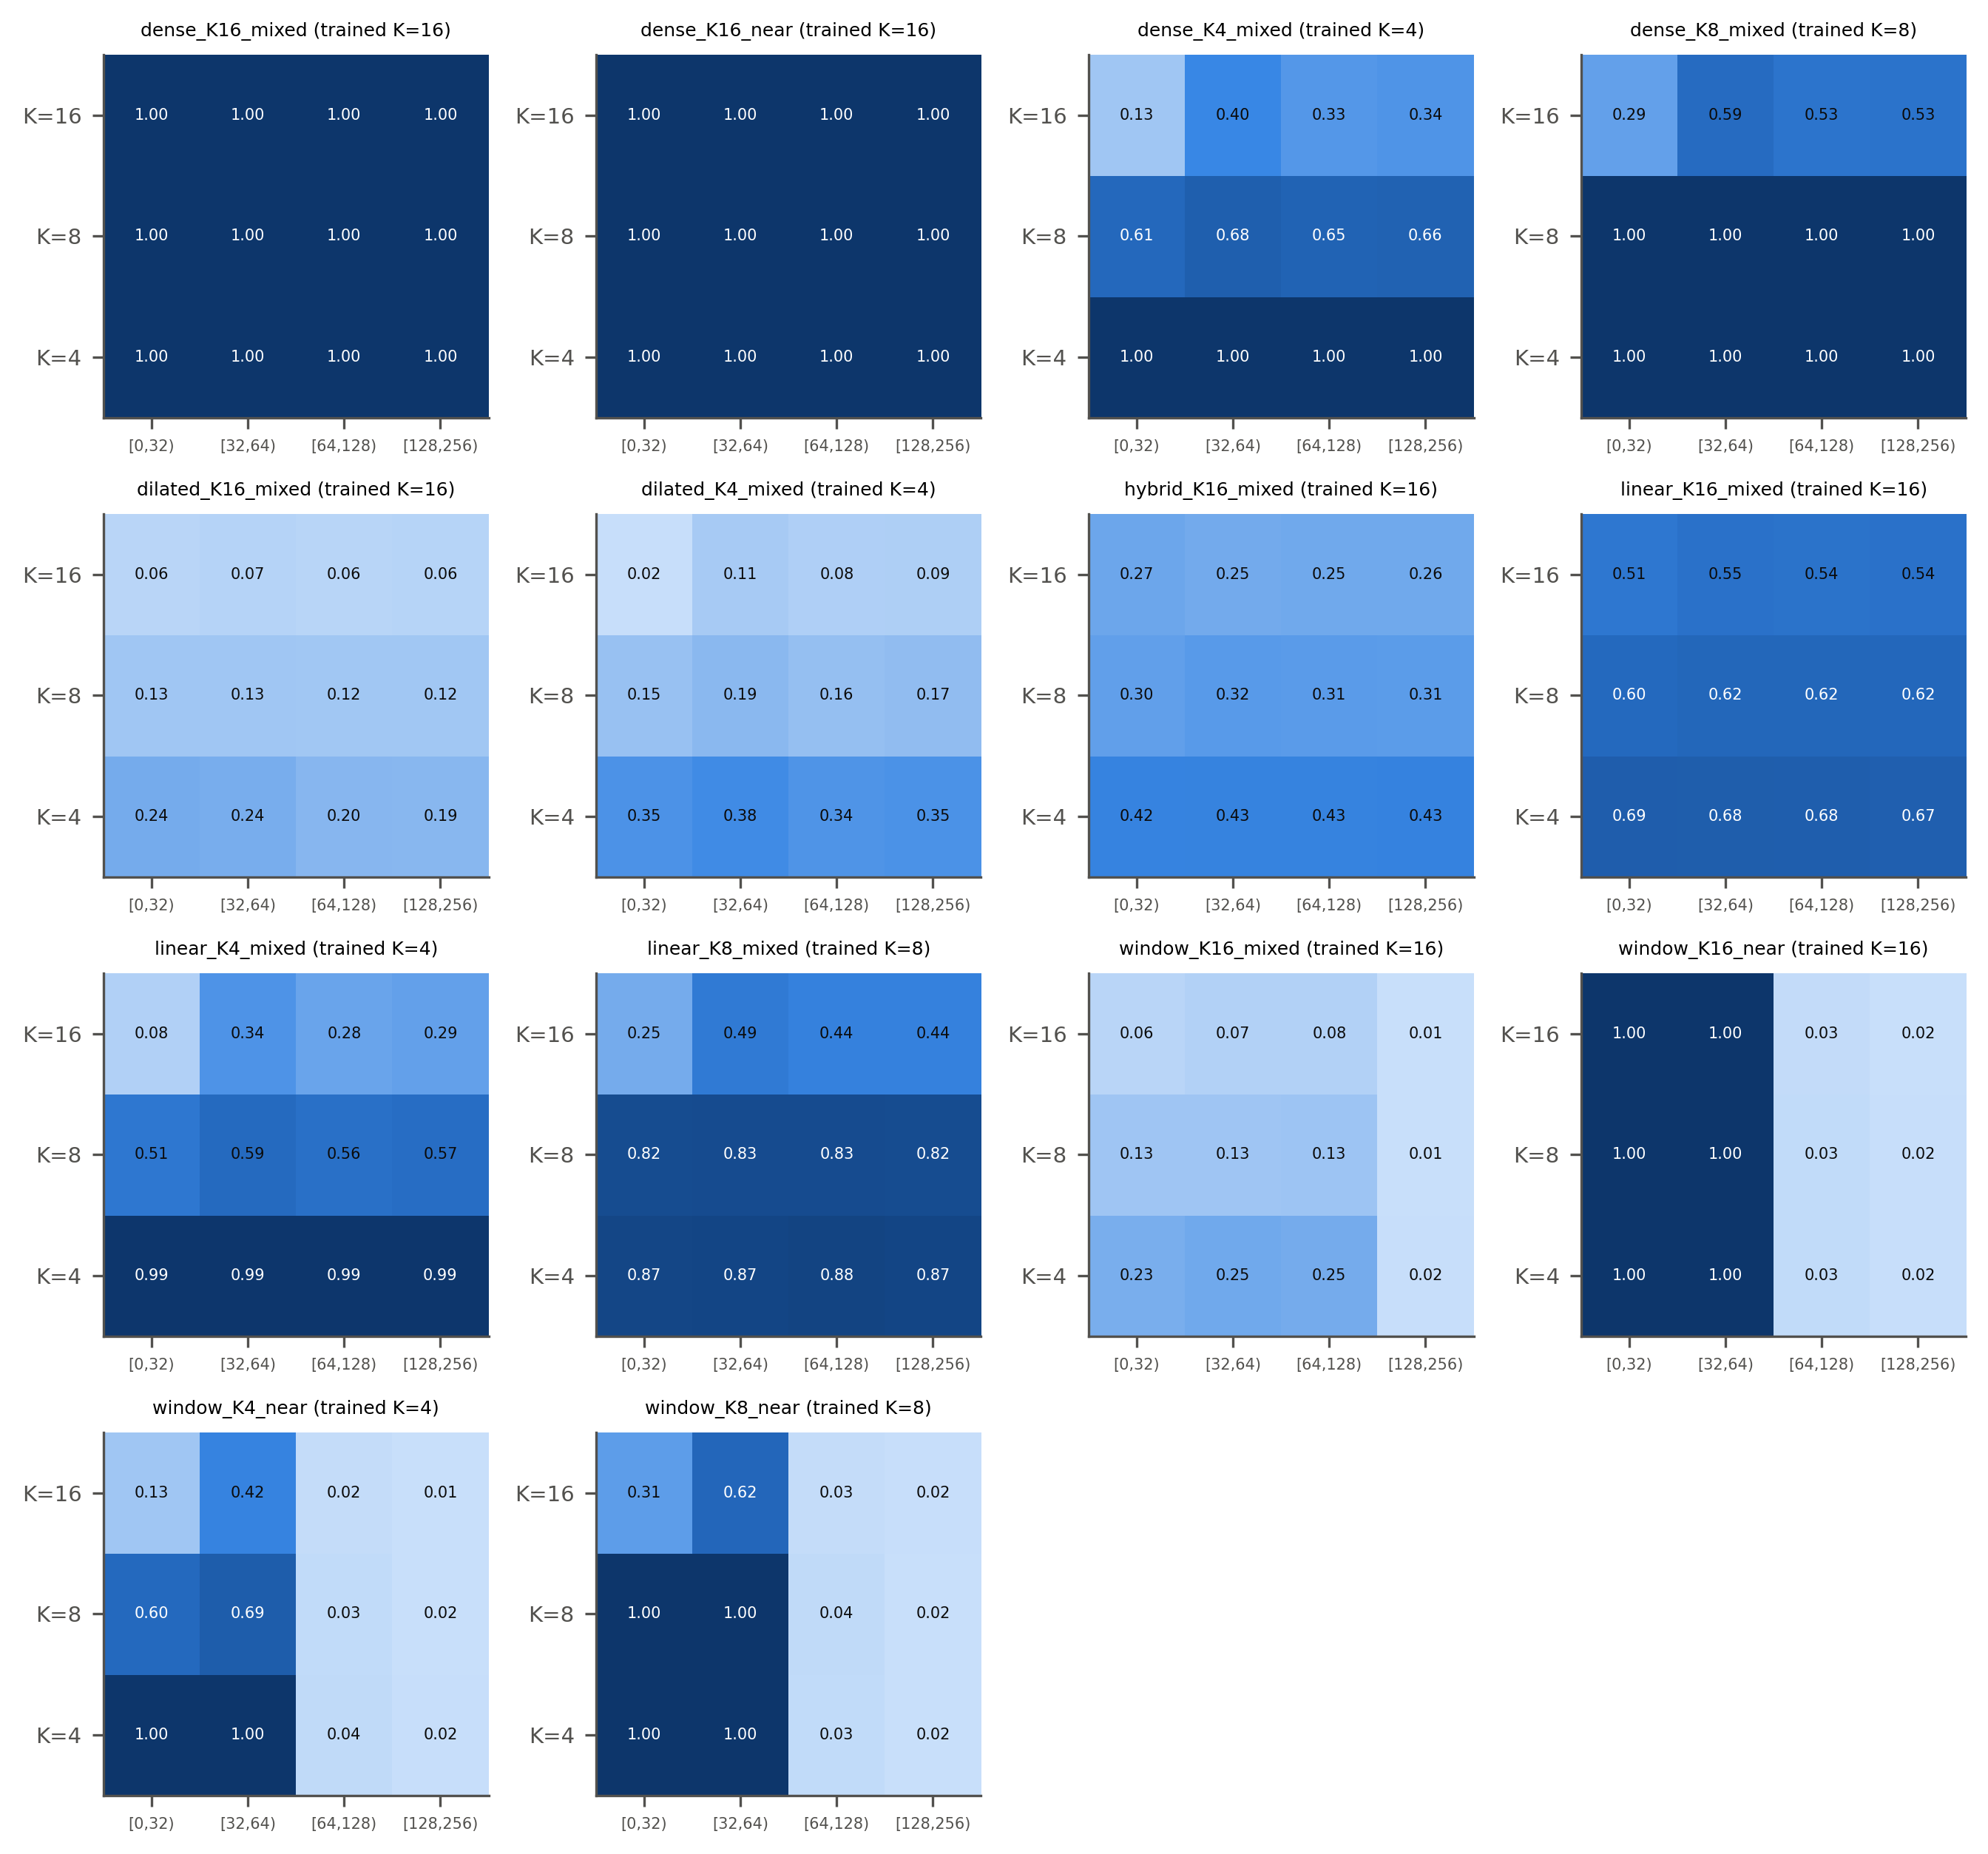 dense_K16_mixed (trained K=16)
dense_K16_near (trained K=16)
dense_K4_mixed (trained K=4)
dense_K8_mixed (trained K=8)
K=16 1.00 1.00 1.00 1.00
K=8 1.00 1.00 1.00 1.00
K=4 1.00 1.00 1.00 1.00
[0,32) [32,64) [64,128) [128,256)
K=16 1.00 1.00 1.00 1.00
K=8 1.00 1.00 1.00 1.00
K=4 1.00 1.00 1.00 1.00
[0,32) [32,64) [64,128) [128,256)
K=16 0.13 0.40 0.33 0.34
K=8 0.61 0.68 0.65 0.66
K=4 1.00 1.00 1.00 1.00
[0,32) [32,64) [64,128) [128,256)
K=16 0.29 0.59 0.53 0.53
K=8 1.00 1.00 1.00 1.00
K=4 1.00 1.00 1.00 1.00
[0,32) [32,64) [64,128) [128,256)
dilated_K16_mixed (trained K=16)
dilated_K4_mixed (trained K=4)
hybrid_K16_mixed (trained K=16)
linear_K16_mixed (trained K=16)
K=16 0.06 0.07 0.06 0.06
K=8 0.13 0.13 0.12 0.12
K=4 0.24 0.24 0.20 0.19
[0,32) [32,64) [64,128) [128,256)
K=16 0.02 0.11 0.08 0.09
K=8 0.15 0.19 0.16 0.17
K=4 0.35 0.38 0.34 0.35
[0,32) [32,64) [64,128) [128,256)
K=16 0.27 0.25 0.25 0.26
K=8 0.30 0.32 0.31 0.31
K=4 0.42 0.43 0.43 0.43
[0,32) [32,64) [64,128) [128,256)
K=16 0.51 0.55 0.54 0.54
K=8 0.60 0.62 0.62 0.62
K=4 0.69 0.68 0.68 0.67
[0,32) [32,64) [64,128) [128,256)
linear_K4_mixed (trained K=4)
linear_K8_mixed (trained K=8)
window_K16_mixed (trained K=16)
window_K16_near (trained K=16)
K=16 0.08 0.34 0.28 0.29
K=8 0.51 0.59 0.56 0.57
K=4 0.99 0.99 0.99 0.99
[0,32) [32,64) [64,128) [128,256)
K=16 0.25 0.49 0.44 0.44
K=8 0.82 0.83 0.83 0.82
K=4 0.87 0.87 0.88 0.87
[0,32) [32,64) [64,128) [128,256)
K=16 0.06 0.07 0.08 0.01
K=8 0.13 0.13 0.13 0.01
K=4 0.23 0.25 0.25 0.02
[0,32) [32,64) [64,128) [128,256)
K=16 1.00 1.00 0.03 0.02
K=8 1.00 1.00 0.03 0.02
K=4 1.00 1.00 0.03 0.02
[0,32) [32,64) [64,128) [128,256)
window_K4_near (trained K=4)
window_K8_near (trained K=8)
K=16 0.13 0.42 0.02 0.01
K=8 0.60 0.69 0.03 0.02
K=4 1.00 1.00 0.04 0.02
[0,32) [32,64) [64,128) [128,256)
K=16 0.31 0.62 0.03 0.02
K=8 1.00 1.00 0.04 0.02
K=4 1.00 1.00 0.03 0.02
[0,32) [32,64) [64,128) [128,256)